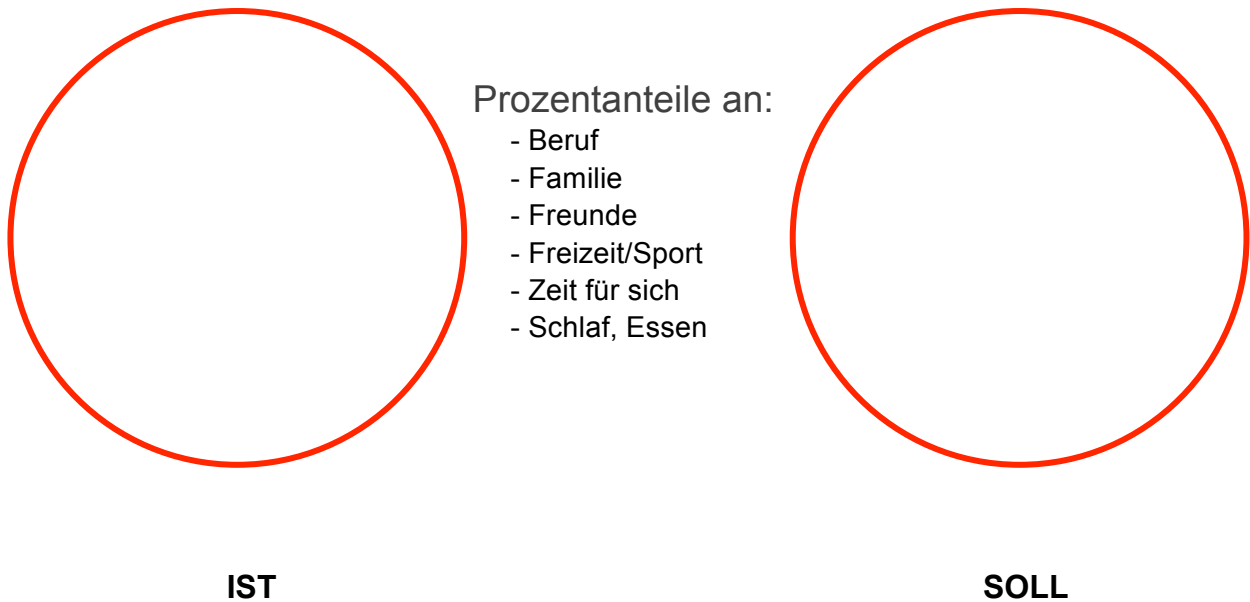 Prozentanteile an:
- Beruf
- Familie
- Freunde
- Freizeit/Sport
- Zeit für sich
- Schlaf, Essen
IST
SOLL